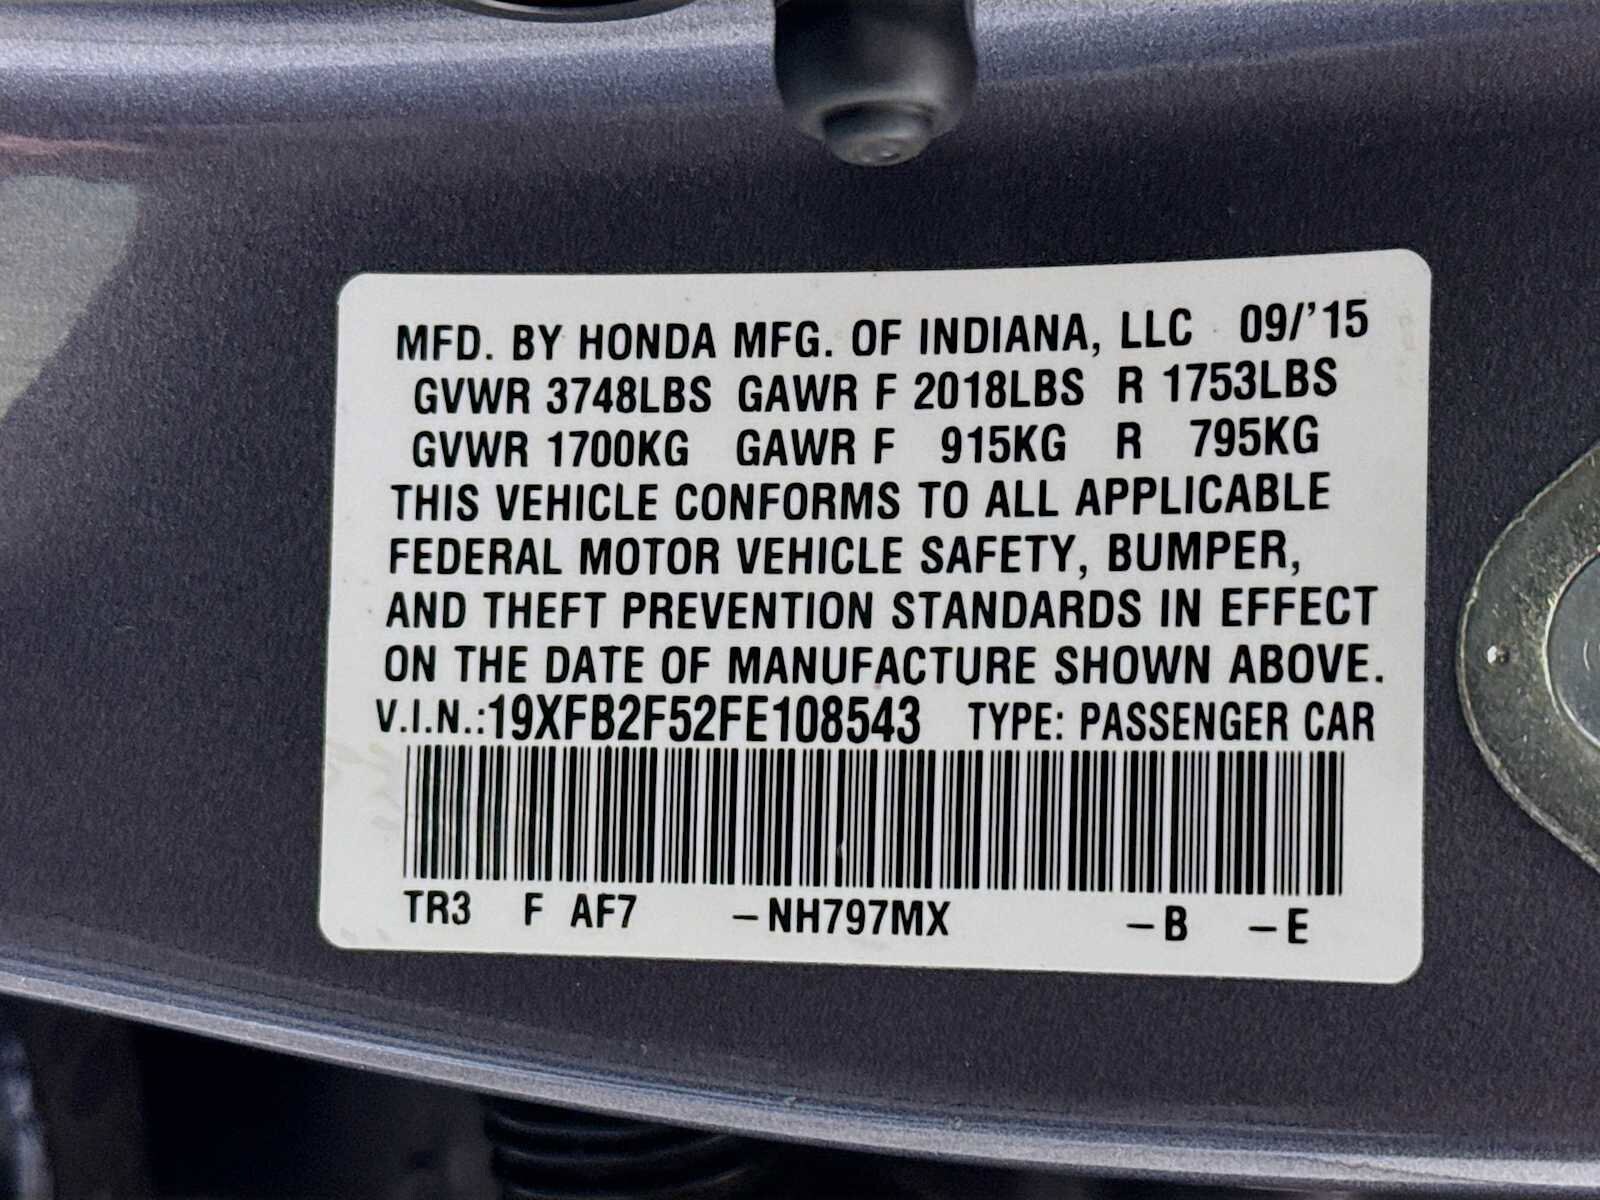 MFD. BY HONDA MFG. OF INDIANA, LLC 09/'15
GVWR 3748LBS GAWR F 2018LBS R 1753LBS
GVWR 1700KG GAWR F 915KG R 795KG
THIS VEHICLE CONFORMS TO ALL APPLICABLE
FEDERAL MOTOR VEHICLE SAFETY, BUMPER,
AND THEFT PREVENTION STANDARDS IN EFFECT
ON THE DATE OF MANUFACTURE SHOWN ABOVE.
V.I.N.:19XFB2F52FE108543 TYPE: PASSENGER CAR
TR3 F AF7 -NH797MX -B -E